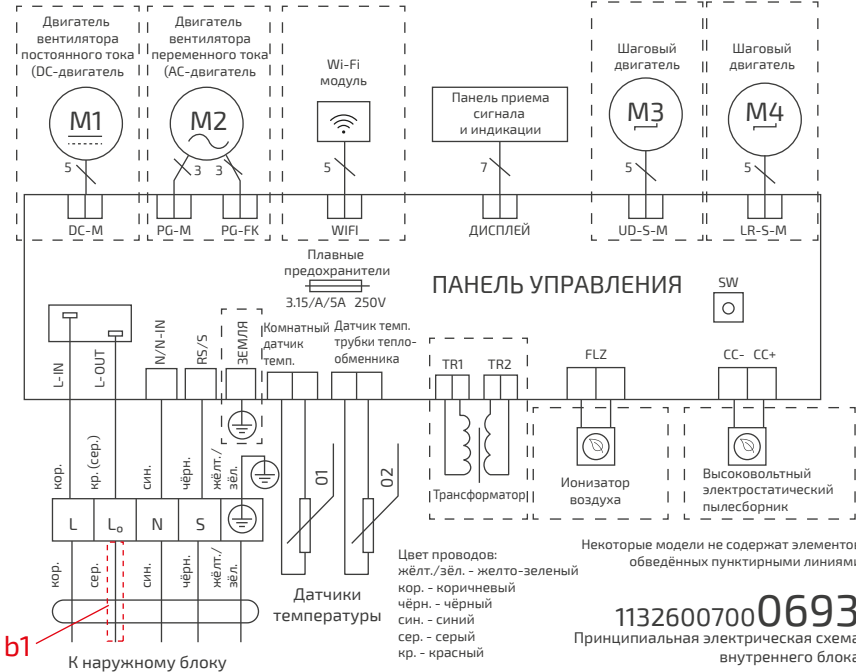 Двигатель
вентилятора
постоянного тока
(DC-двигатель
Двигатель
вентилятора
переменного тока
(AC-двигатель
Wi-Fi
модуль
Панель приема
сигнала
и индикации
Шаговый
двигатель
Шаговый
двигатель
M1
M2
M3
M4
5
3
3
5
7
5
5
DC-M
PG-M
PG-FK
WIFI
ДИСПЛЕЙ
UD-S-M
LR-S-M
Плавные
предохранители
3.15/A/5A 250V
ПАНЕЛЬ УПРАВЛЕНИЯ
SW
L-IN
L-OUT
N/N-IN
RS/S
ЗЕМЛЯ
Комнатный
датчик
темп.
Датчик темп.
трубки тепло-
обменника
TR1
TR2
FLZ
CC- CC+
кор.
кр.(сер.)
син.
чёрн.
жёлт./
зёл.
01
02
Трансформатор
Ионизатор
воздуха
Высоковольтный
электростатический
пылесборник
L
Lo
N
S
кор.
сер.
син.
чёрн.
жёлт./
зёл.
Датчики
температуры
Цвет проводов:
жёлт./зёл. - желто-зеленый
кор. - коричневый
чёрн. - чёрный
син. - синий
сер. - серый
кр. - красный
Некоторые модели не содержат элементов
обведённых пунктирными линиями
11326007000693
Принципиальная электрическая схема
внутреннего блока
b1
К наружному блоку